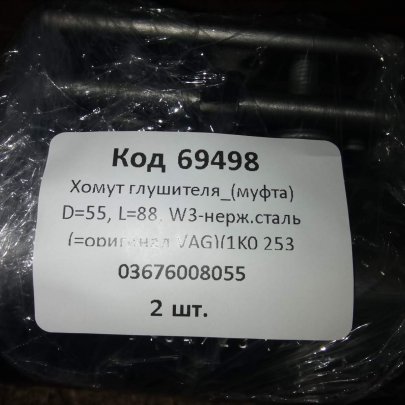 Код 69498
Хомут глушителя_(муфта)
D=55, L=88. W3-нерж.сталь
(=оригинал VAG)(1K0 253
03676008055
2 шт.